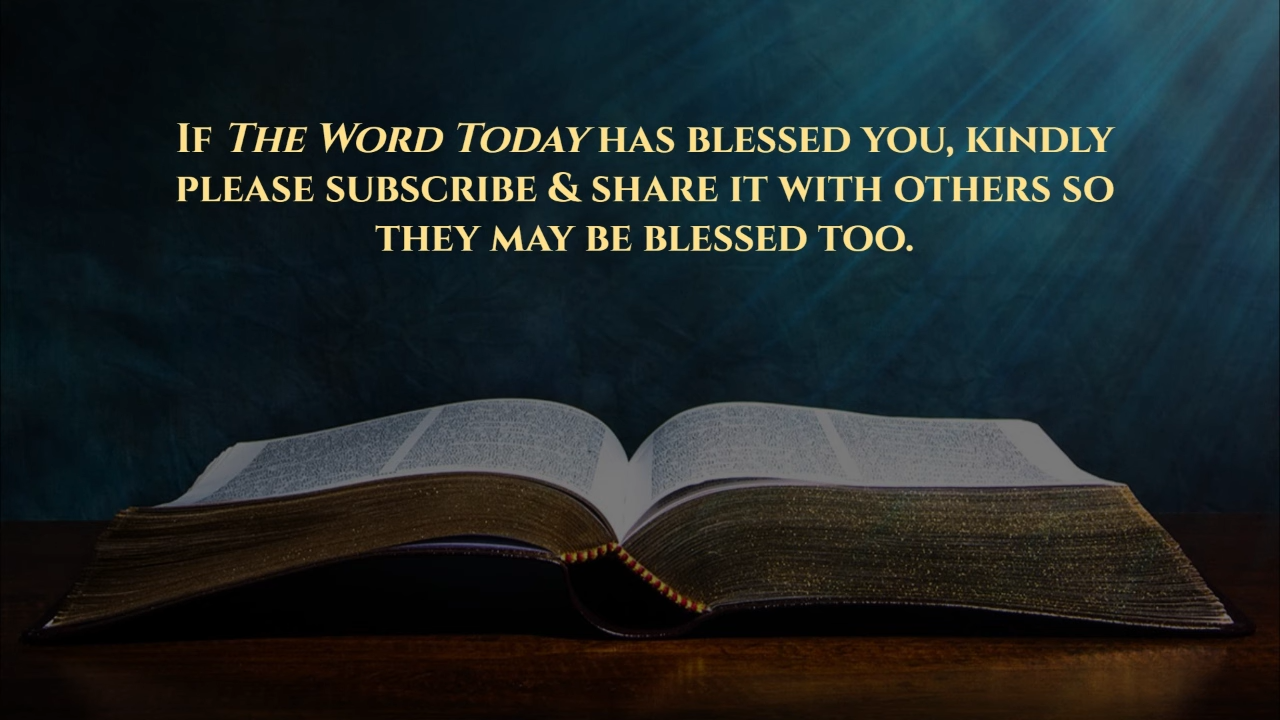 If The Word Today has blessed you, kindly
please subscribe & share it with others so
they may be blessed too.